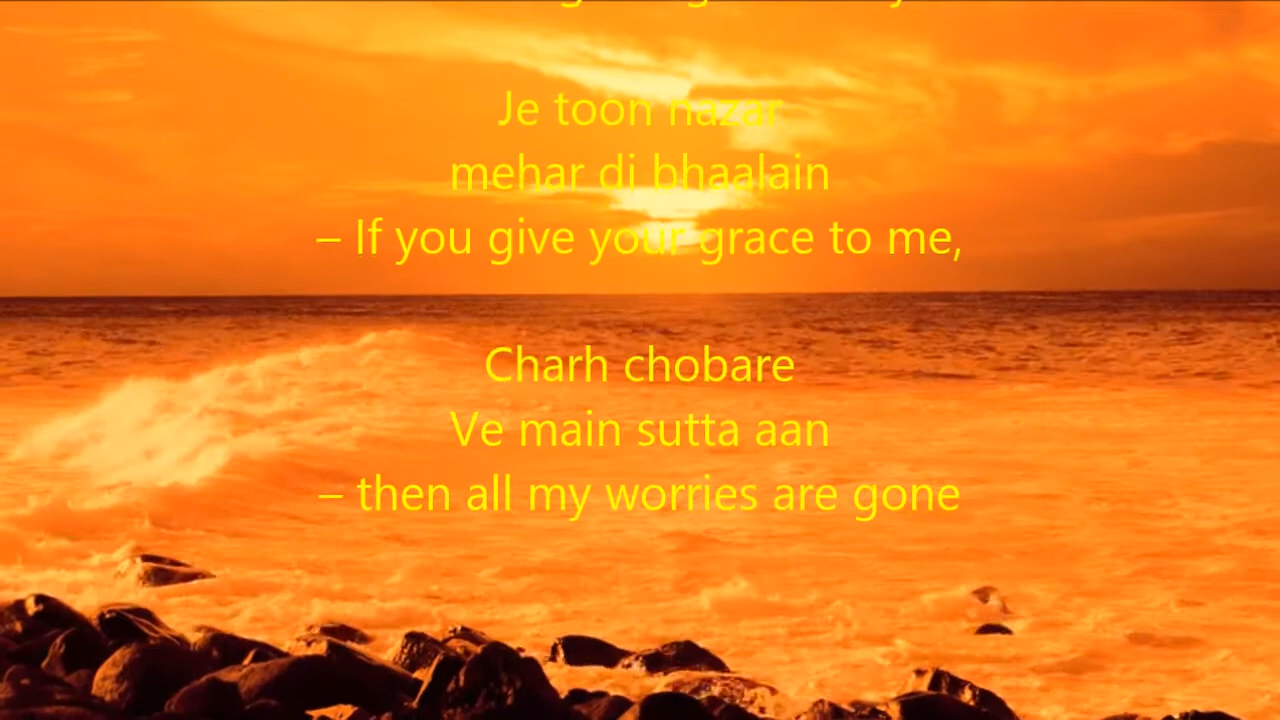 Je toon nazar
mehar di bhaalain
– If you give your grace to me,
Charh chobare
Ve main sutta aan
– then all my worries are gone